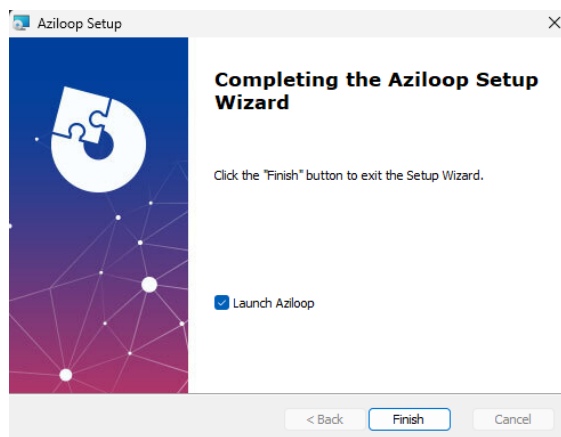 Aziloop Setup
Completing the Aziloop Setup
Wizard
Click the "Finish" button to exit the Setup Wizard.
Launch Aziloop
< Back
Finish
Cancel